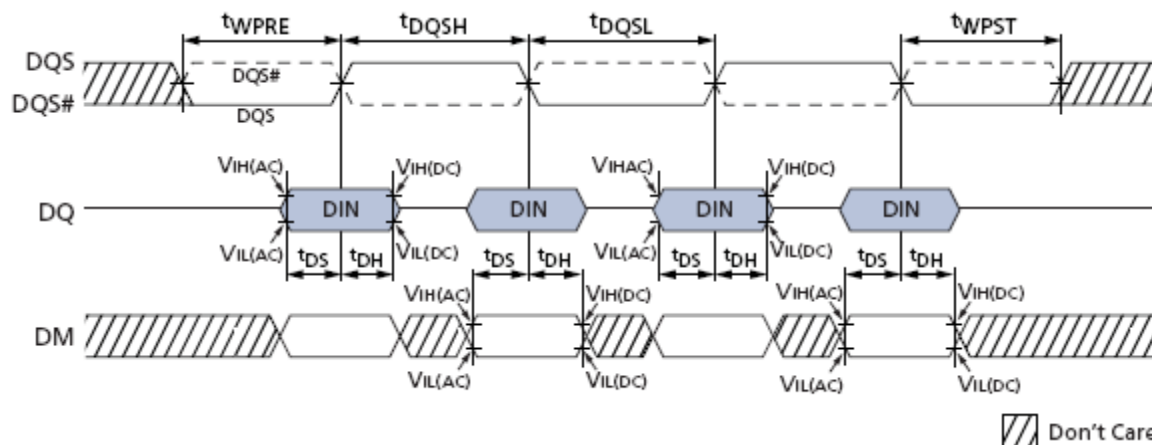 tWPRE tDQSH tDQSL tWPST
DQS
DQS#
DQS#
DQS
VIH(AC) VIH(DC) VIHAC) VIH(DC)
DQ DIN DIN DIN DIN
VIL(AC) VIL(DC) VIL(AC) VIL(DC)
tDS tDH tDS tDH tDS tDH tDS tDH
VIH(AC) VIH(DC) VIH(AC) VIH(DC)
DM
VIL(AC) VIL(DC) VIL(AC) VIL(DC)
Don't Care